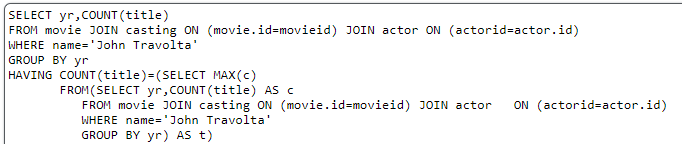 SELECT yr,COUNT(title)
FROM movie JOIN casting ON (movie.id=movieid) JOIN actor ON (actorid=actor.id)
WHERE name='John Travolta'
GROUP BY yr
HAVING COUNT(title)=(SELECT MAX(c)
       FROM(SELECT yr,COUNT(title) AS c
          FROM movie JOIN casting ON (movie.id=movieid) JOIN actor   ON (actorid=actor.id)
          WHERE name='John Travolta'
          GROUP BY yr) AS t)